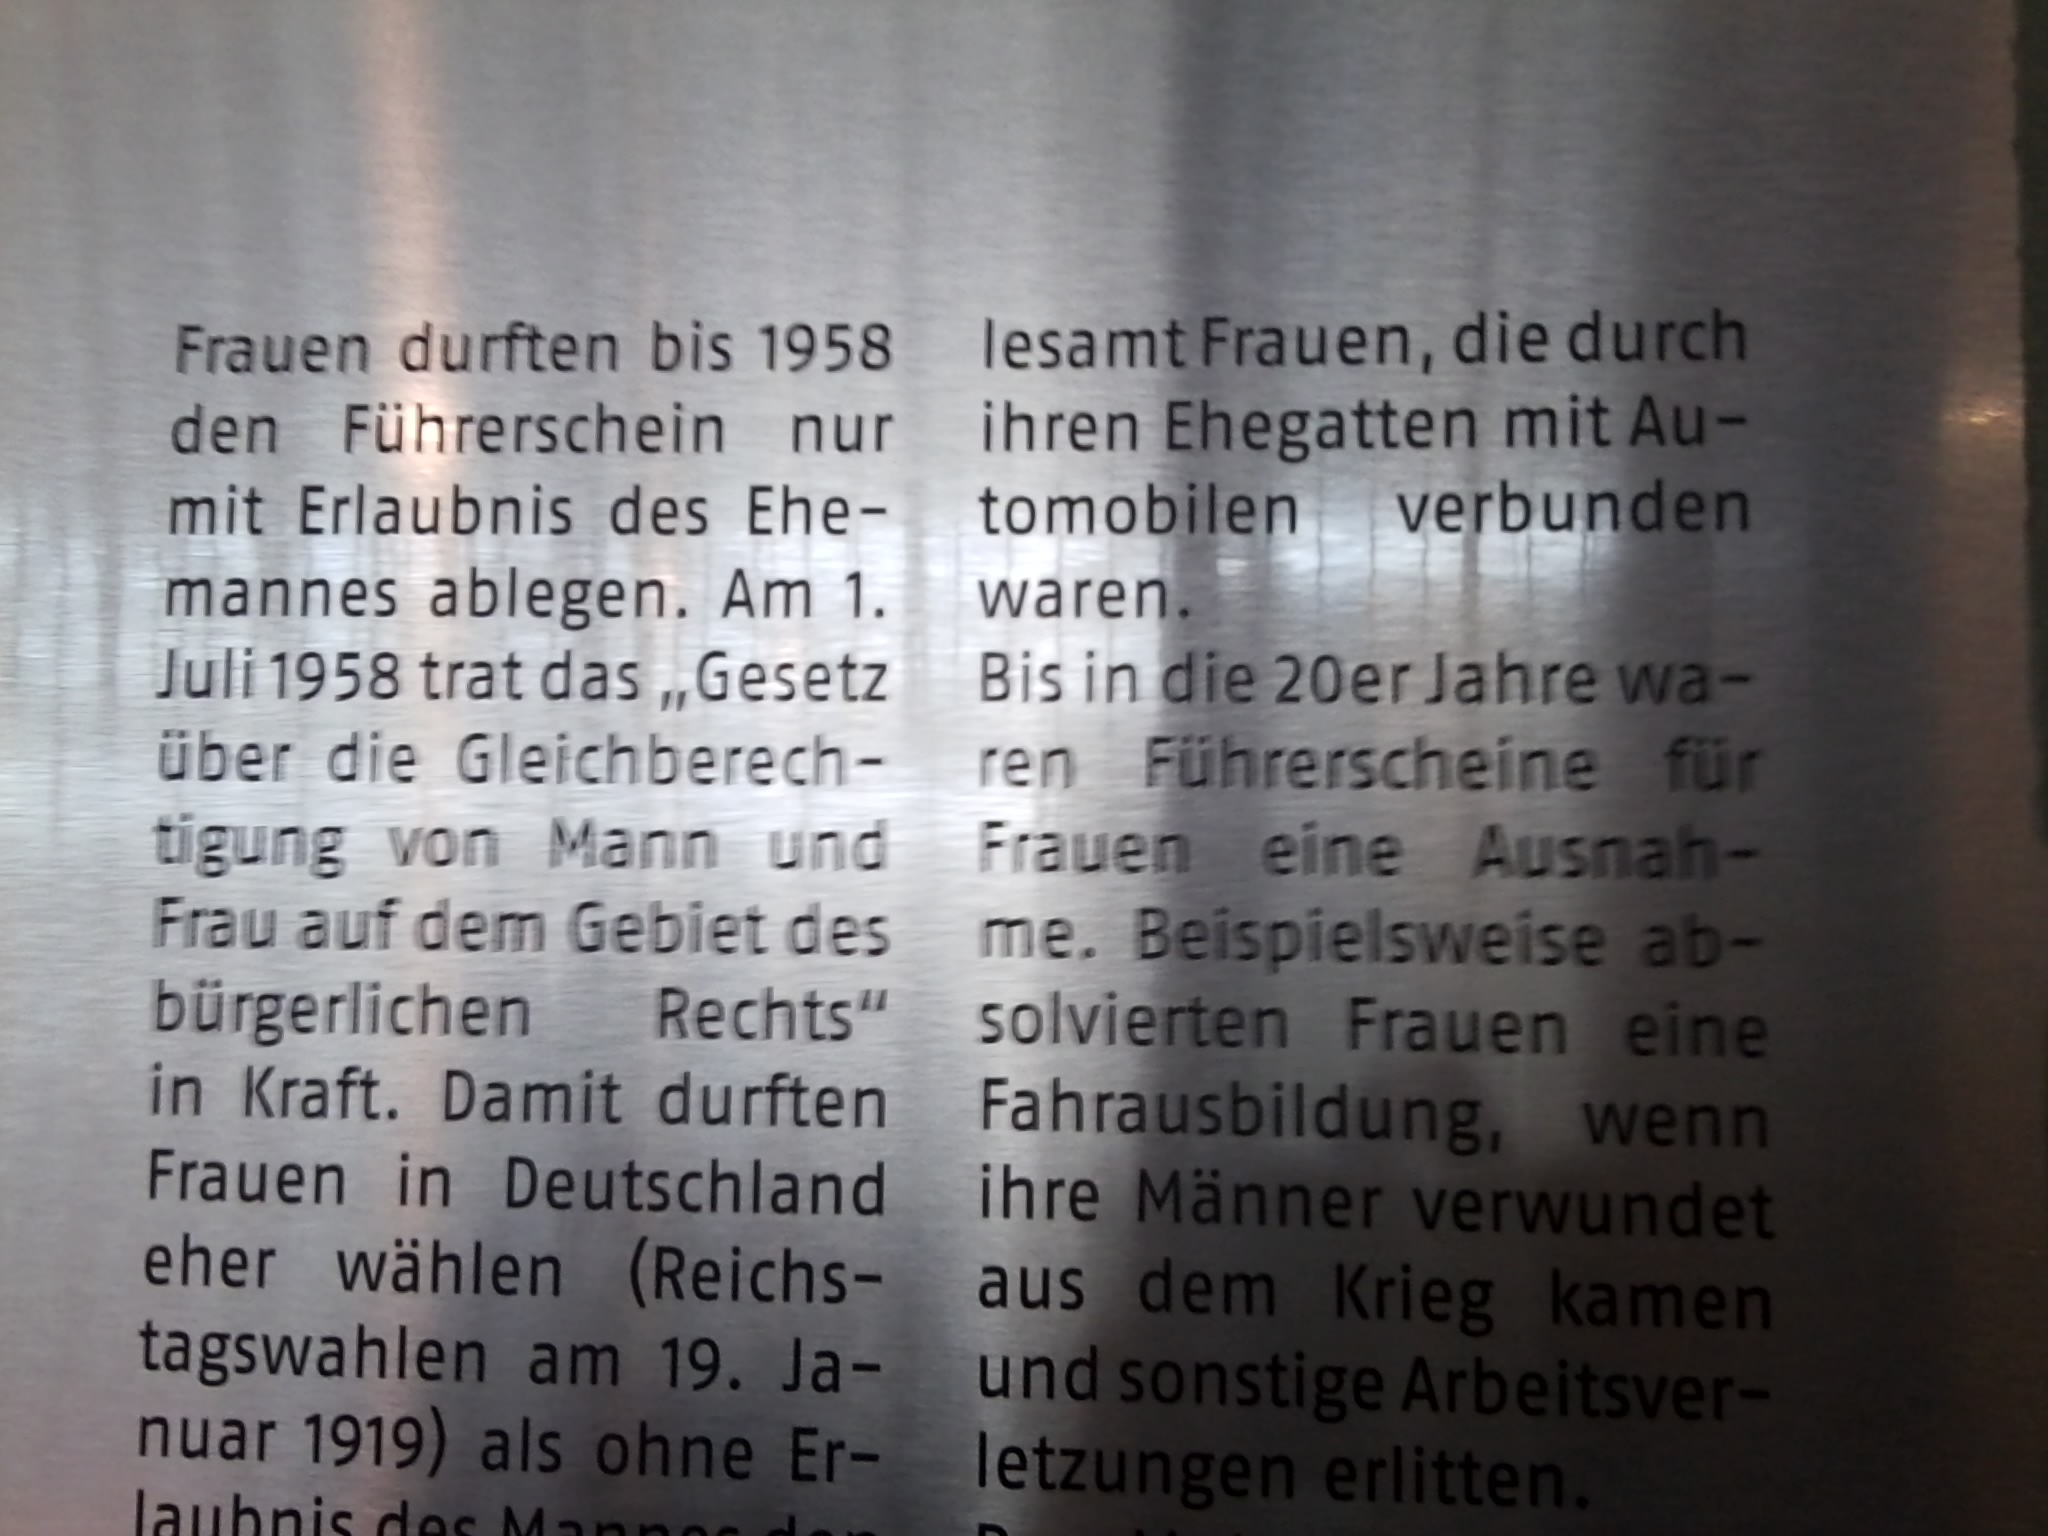 Frauen durften bis 1958
den Führerschein nur
mit Erlaubnis des Ehe-
mannes ablegen. Am 1.
Juli 1958 trat das „Gesetz
über die Gleichberech-
tigung von Mann und
Frau auf dem Gebiet des
bürgerlichen Rechts“
in Kraft. Damit durften
Frauen in Deutschland
eher wählen (Reichs-
tagswahlen am 19. Ja-
nuar 1919) als ohne Er-
laubnis des Mannes den
lesamt Frauen, die durch
ihren Ehegatten mit Au-
tomobilen verbunden
waren.
Bis in die 20er Jahre wa-
ren Führerscheine für
Frauen eine Ausnah-
me. Beispielsweise ab-
solvierten Frauen eine
Fahrausbildung, wenn
ihre Männer verwundet
aus dem Krieg kamen
und sonstige Arbeitsver-
letzungen erlitten.